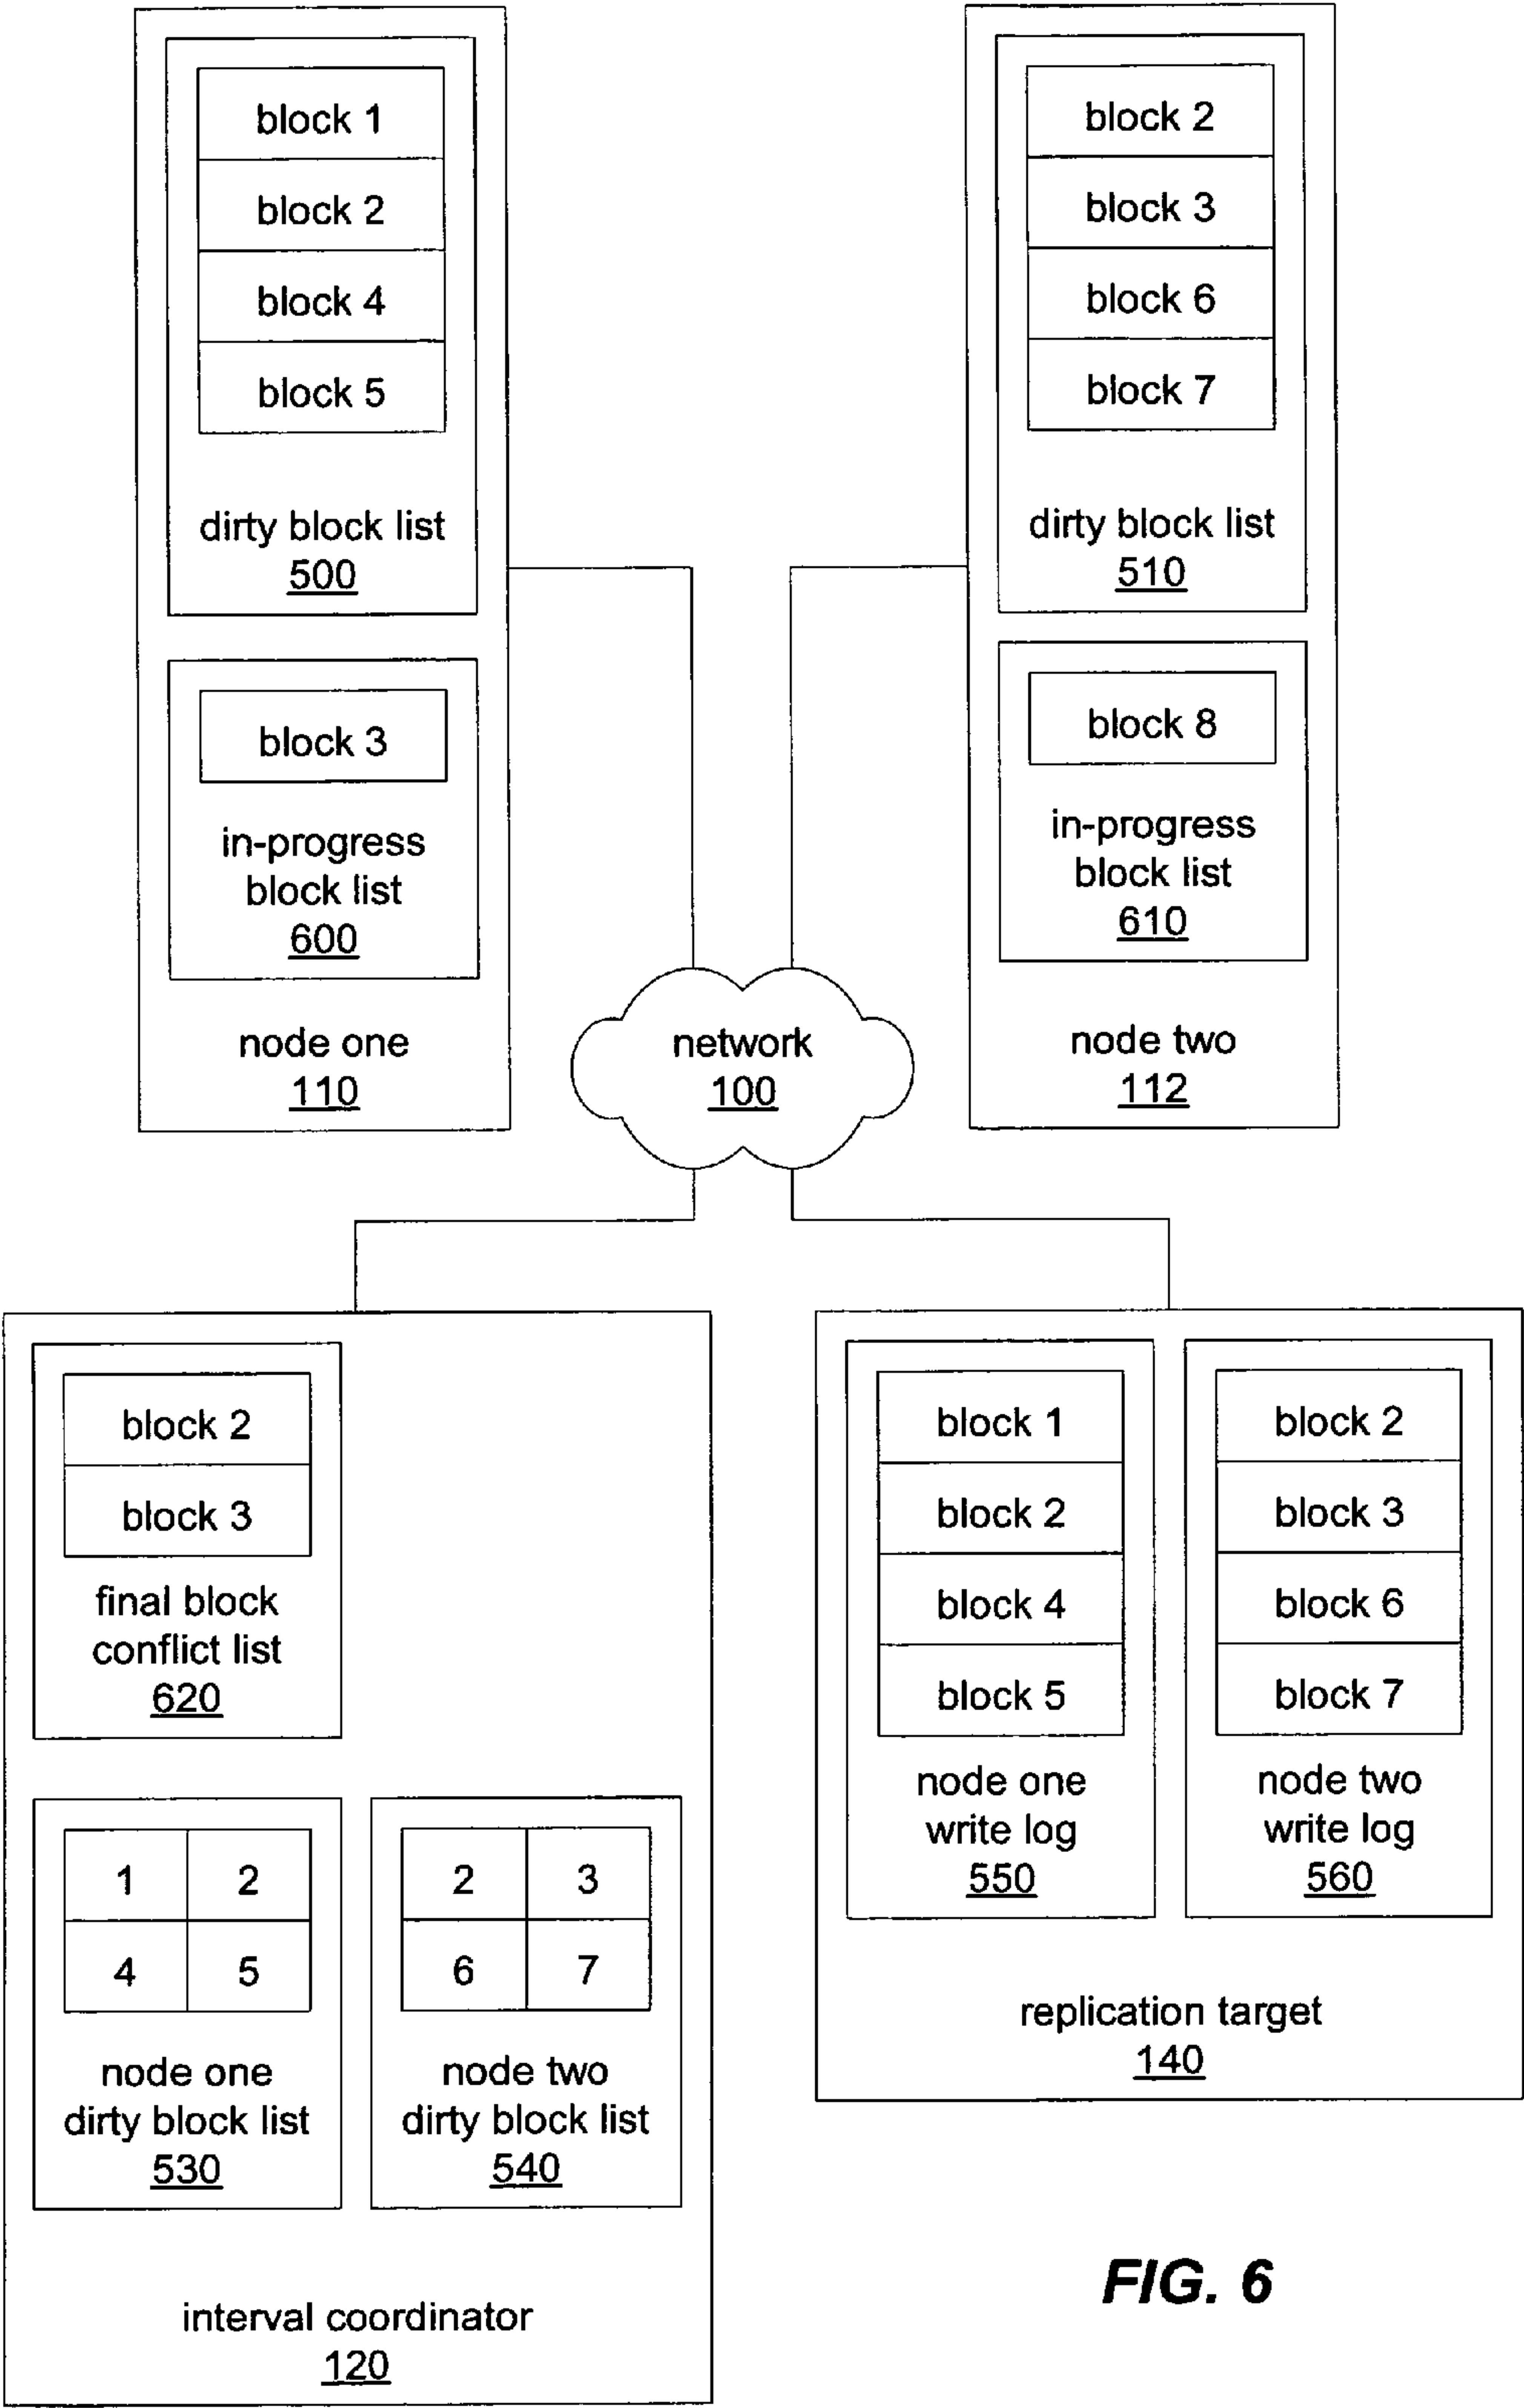 block 1
block 2
block 4
block 5
dirty block list
500
block 3
in-progress
block list
600
node one
110
block 2
block 3
block 6
block 7
dirty block list
510
block 8
in-progress
block list
610
node two
112
network
100
block 2
block 3
final block
conflict list
620
1 2
4 5
node one
dirty block list
530
2 3
6 7
node two
dirty block list
540
interval coordinator
120
block 1
block 2
block 4
block 5
node one
write log
550
block 2
block 3
block 6
block 7
node two
write log
560
replication target
140
FIG. 6